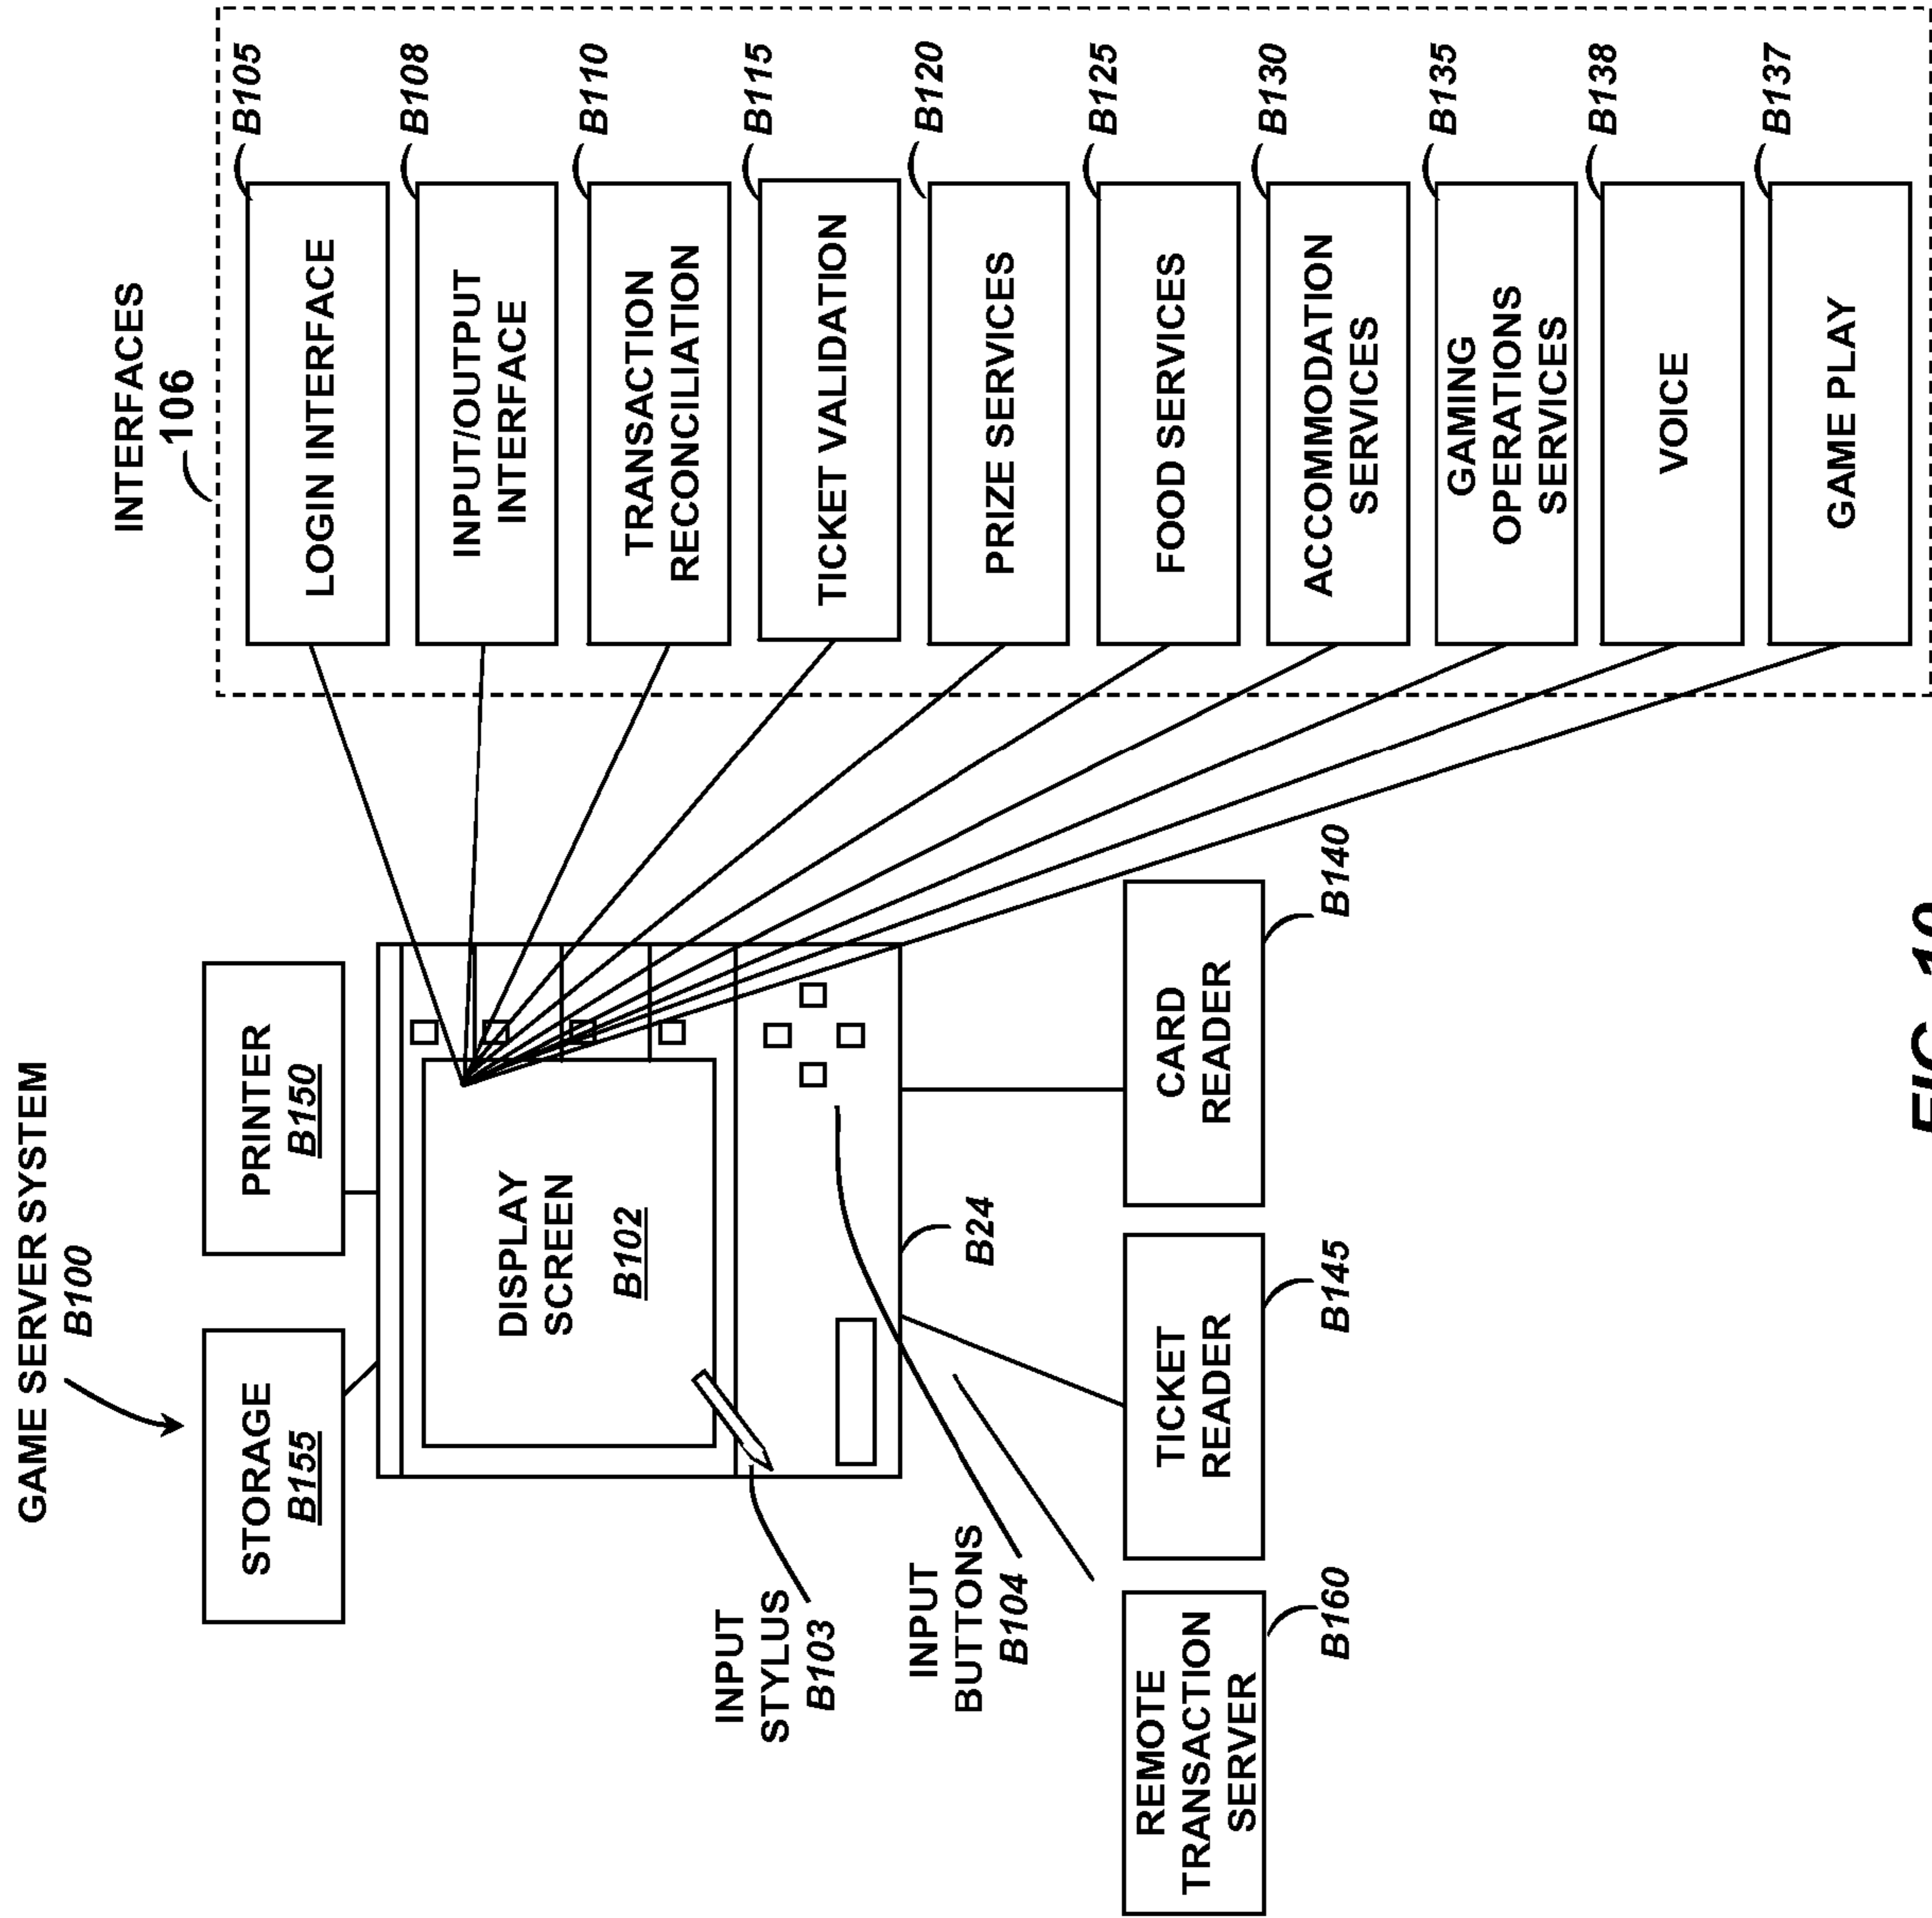 GAME SERVER SYSTEM
B100
STORAGE
B155
PRINTER
B150
DISPLAY
SCREEN
B102
INPUT
STYLUS
B103
INPUT
BUTTONS
B104
B24
REMOTE
TRANSACTION
SERVER
B160
TICKET
READER
B145
CARD
READER
B140
INTERFACES
106
LOGIN INTERFACE
B105
INPUT/OUTPUT
INTERFACE
B108
TRANSACTION
RECONCILIATION
B110
TICKET VALIDATION
B115
PRIZE SERVICES
B120
FOOD SERVICES
B125
ACCOMMODATION
SERVICES
B130
GAMING
OPERATIONS
SERVICES
B135
VOICE
B138
GAME PLAY
B137